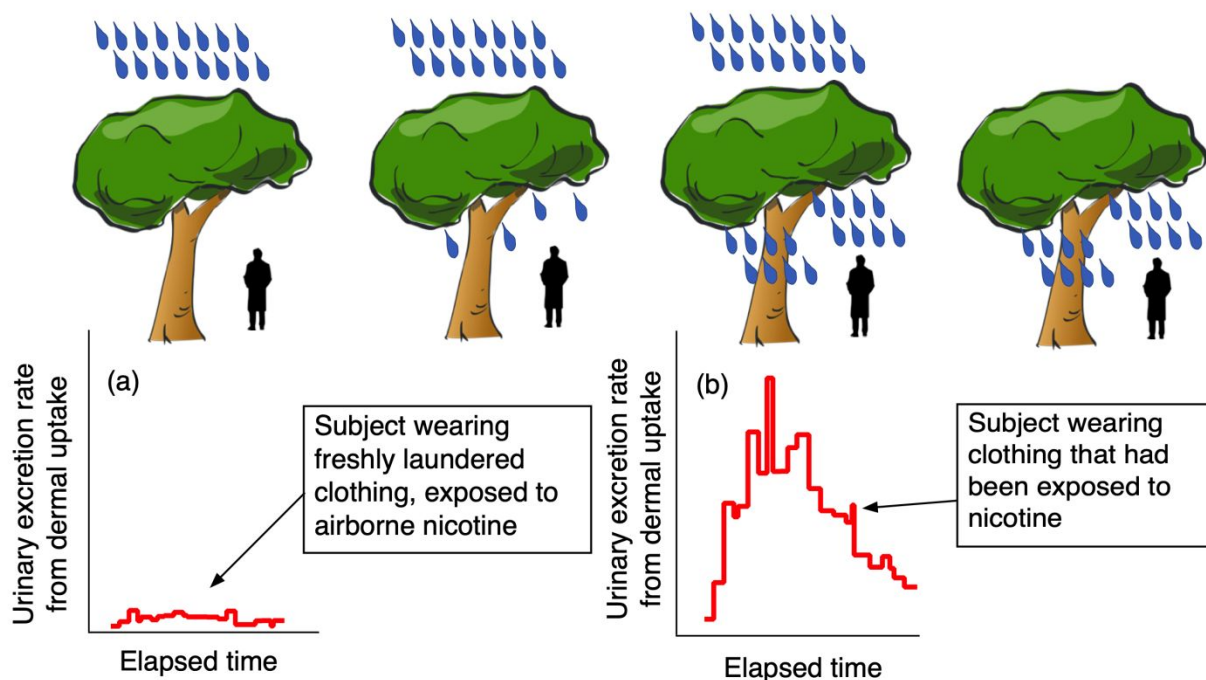 Urinary excretion rate
from dermal uptake
(a)
Subject wearing
freshly laundered
clothing, exposed to
airborne nicotine
Elapsed time
Urinary excretion rate
from dermal uptake
(b)
Subject wearing
clothing that had
been exposed to
nicotine
Elapsed time